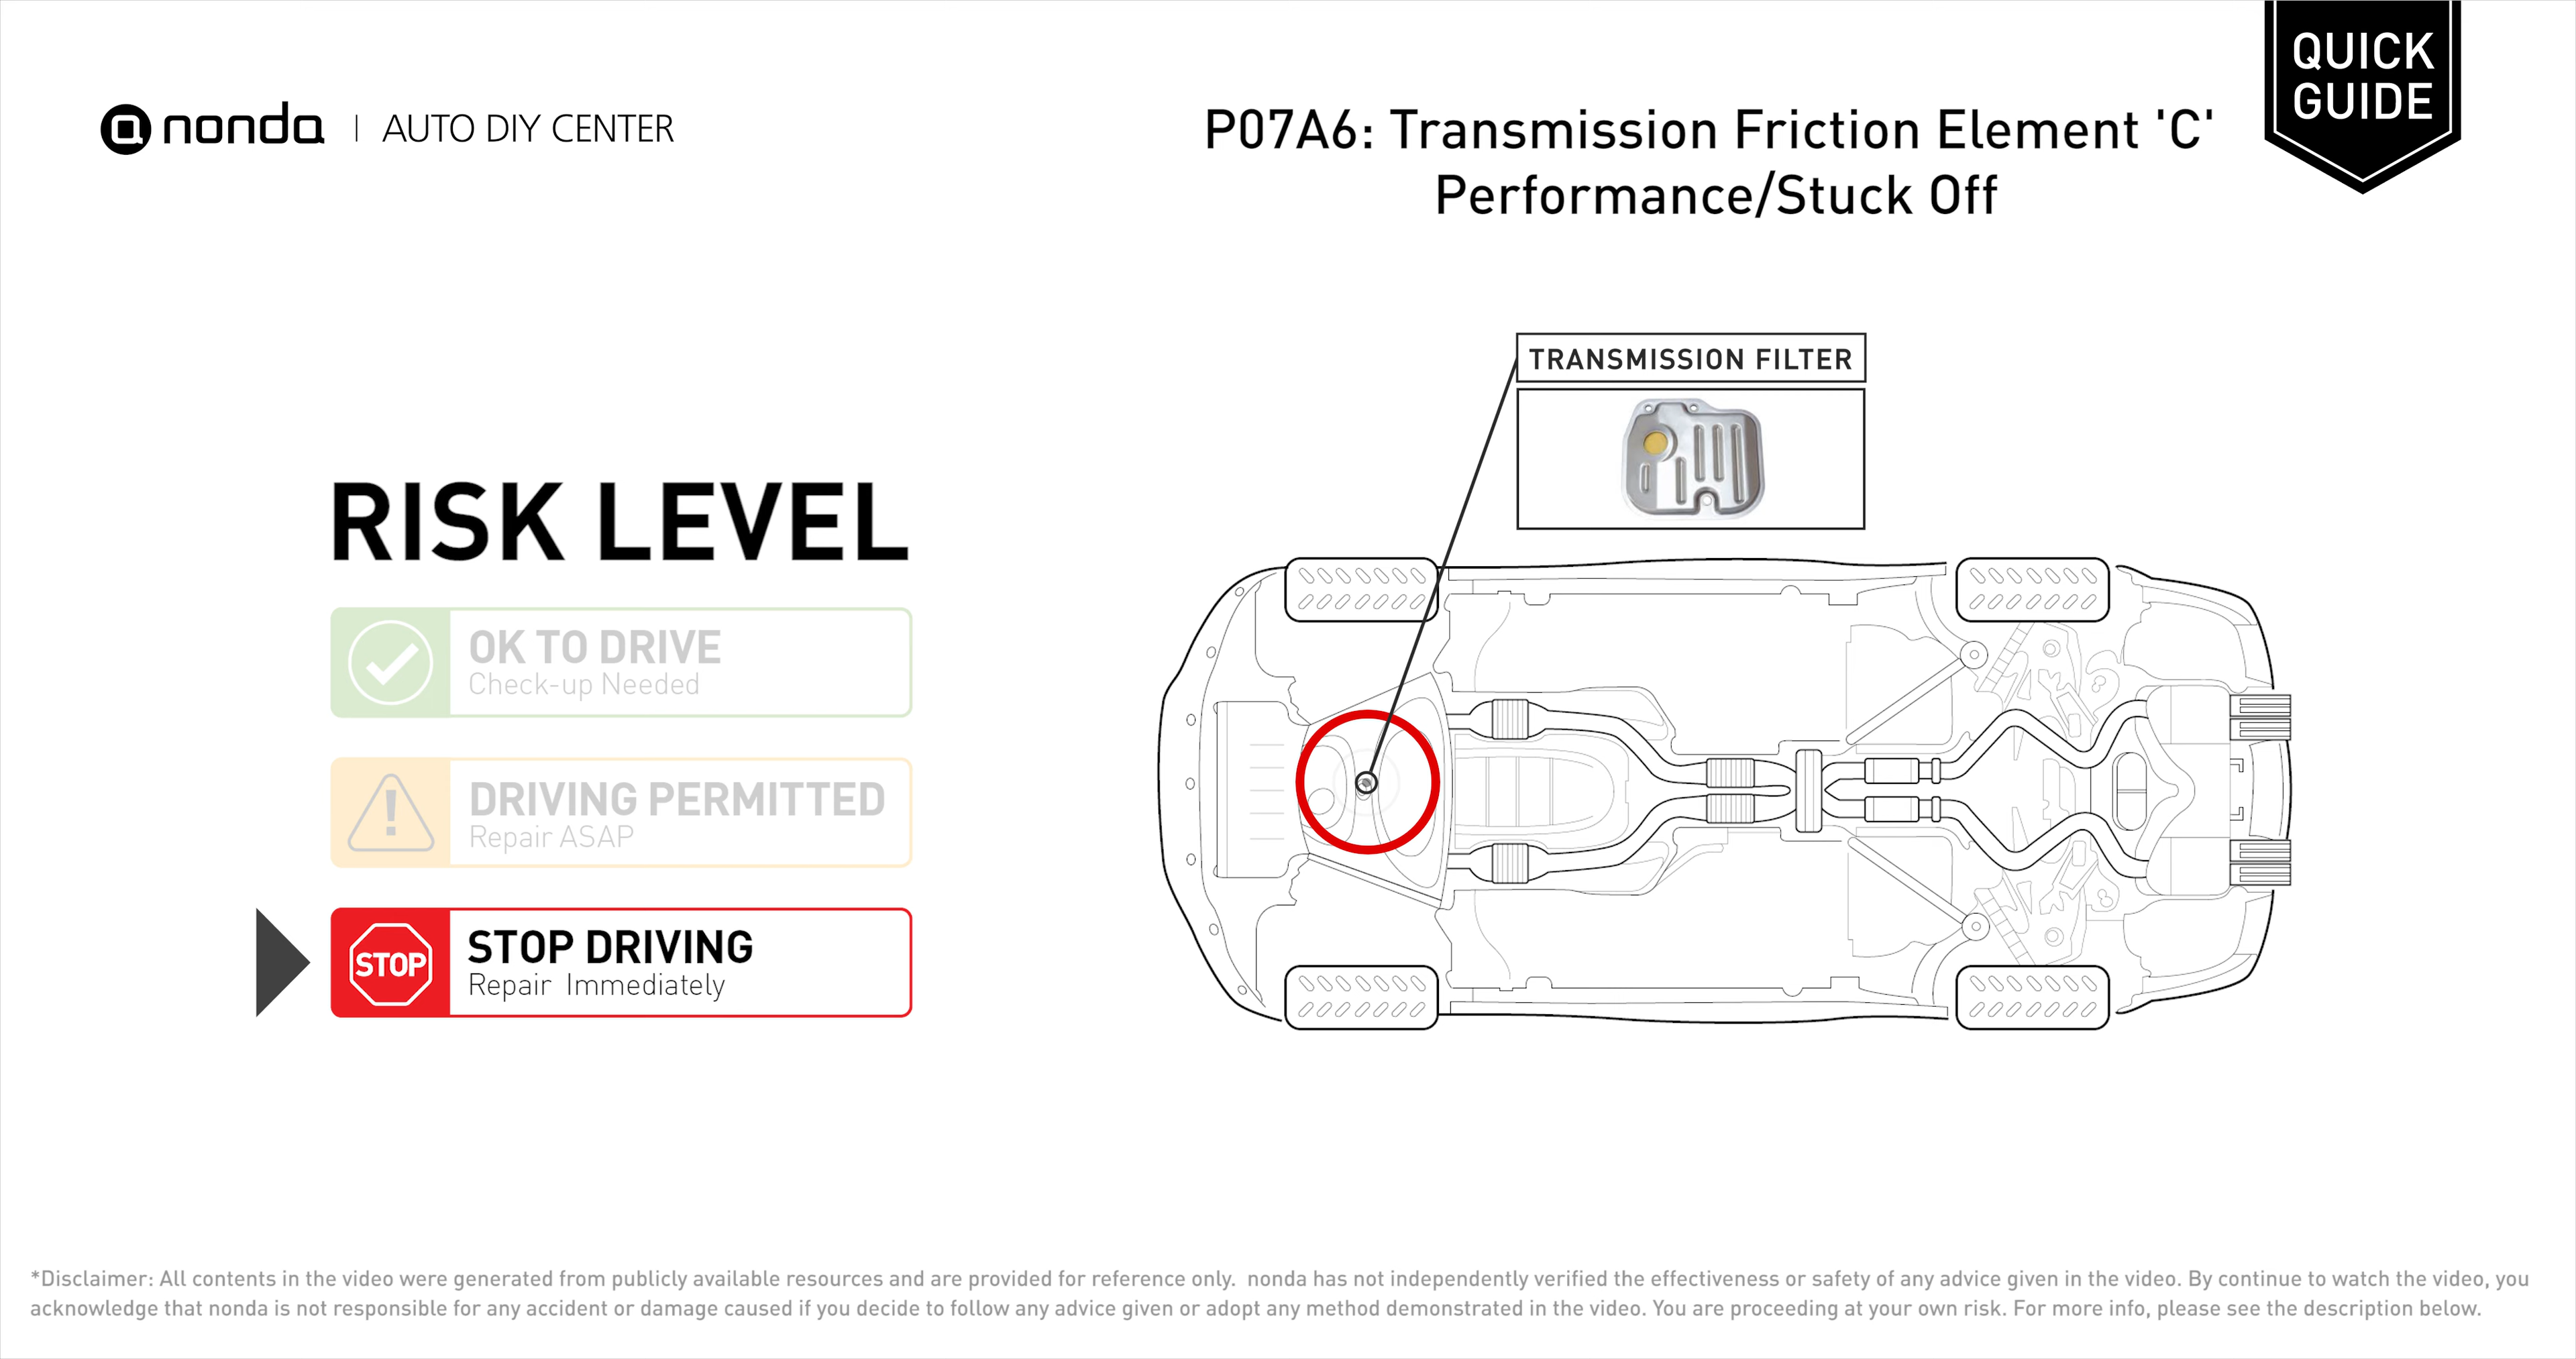 nonda | AUTO DIY CENTER
P07A6: Transmission Friction Element 'C'
Performance/Stuck Off
QUICK
GUIDE
TRANSMISSION FILTER
RISK LEVEL
OK TO DRIVE
Check-up Needed
DRIVING PERMITTED
Repair ASAP
STOP
STOP DRIVING
Repair Immediately
*Disclaimer: All contents in the video were generated from publicly available resources and are provided for reference only. nonda has not independently verified the effectiveness or safety of any advice given in the video. By continue to watch the video, you
acknowledge that nonda is not responsible for any accident or damage caused if you decide to follow any advice given or adopt any method demonstrated in the video. You are proceeding at your own risk. For more info, please see the description below.